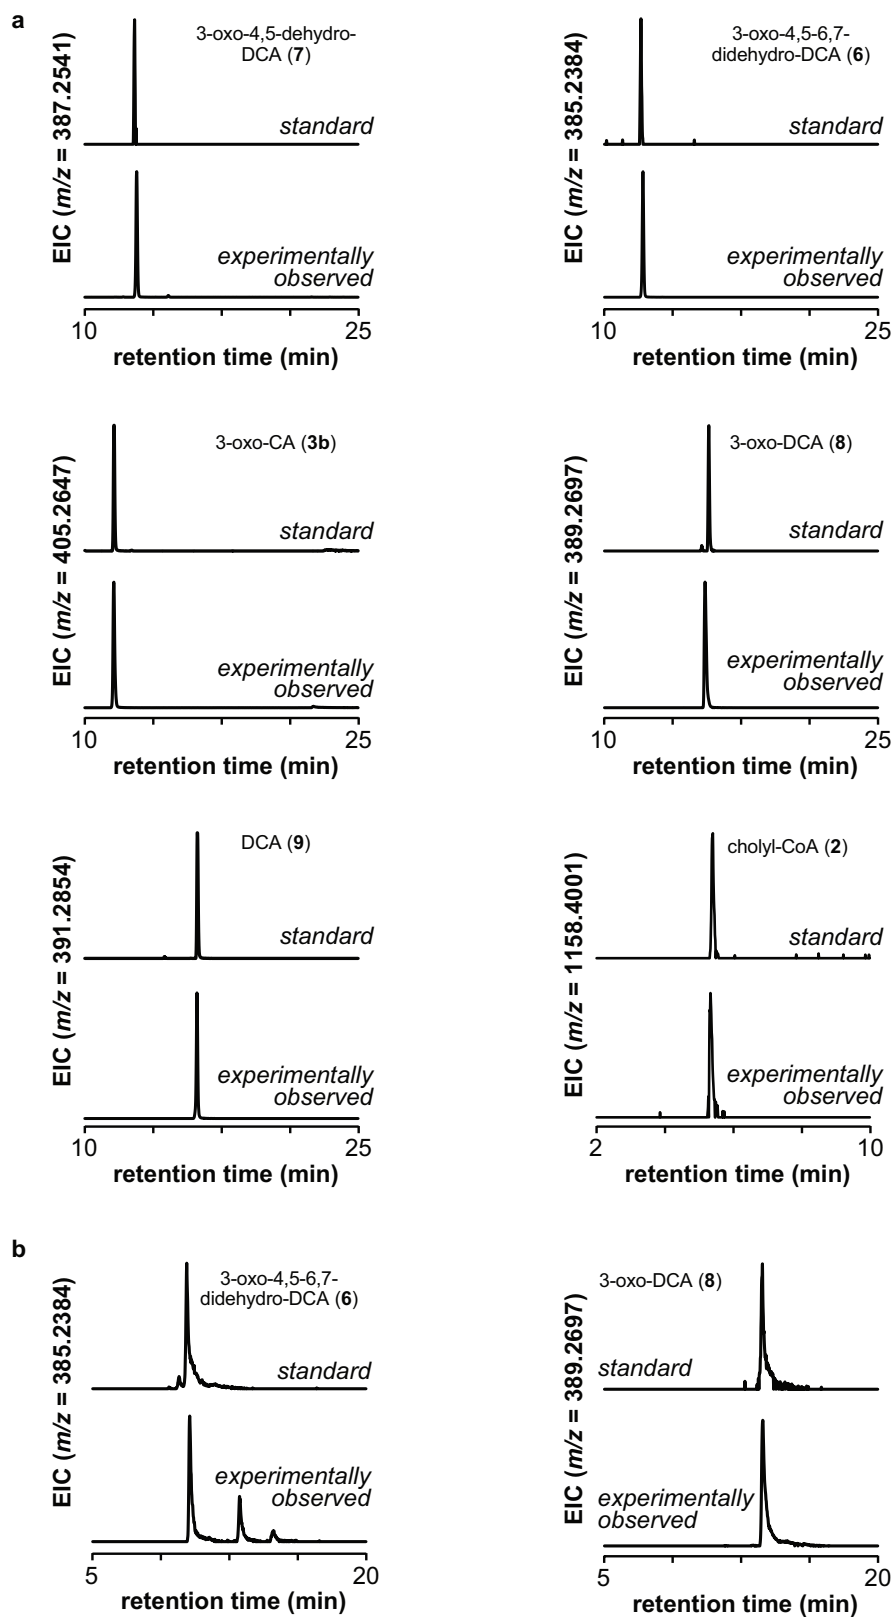 a
3-oxo-4,5-dehydro-
DCA (7)
EIC (m/z = 387.2541)
standard
experimentally
observed
10
25
retention time (min)
3-oxo-4,5-6,7-
didehydro-DCA (6)
EIC (m/z = 385.2384)
standard
experimentally
observed
10
25
retention time (min)
3-oxo-CA (3b)
EIC (m/z = 405.2647)
standard
experimentally
observed
10
25
retention time (min)
3-oxo-DCA (8)
EIC (m/z = 389.2697)
standard
experimentally
observed
10
25
retention time (min)
DCA (9)
EIC (m/z = 391.2854)
standard
experimentally
observed
10
25
retention time (min)
cholyl-CoA (2)
EIC (m/z = 1158.4001)
standard
experimentally
observed
2
10
retention time (min)
b
3-oxo-4,5-6,7-
didehydro-DCA (6)
EIC (m/z = 385.2384)
standard
experimentally
observed
5
20
retention time (min)
3-oxo-DCA (8)
EIC (m/z = 389.2697)
standard
experimentally
observed
5
20
retention time (min)